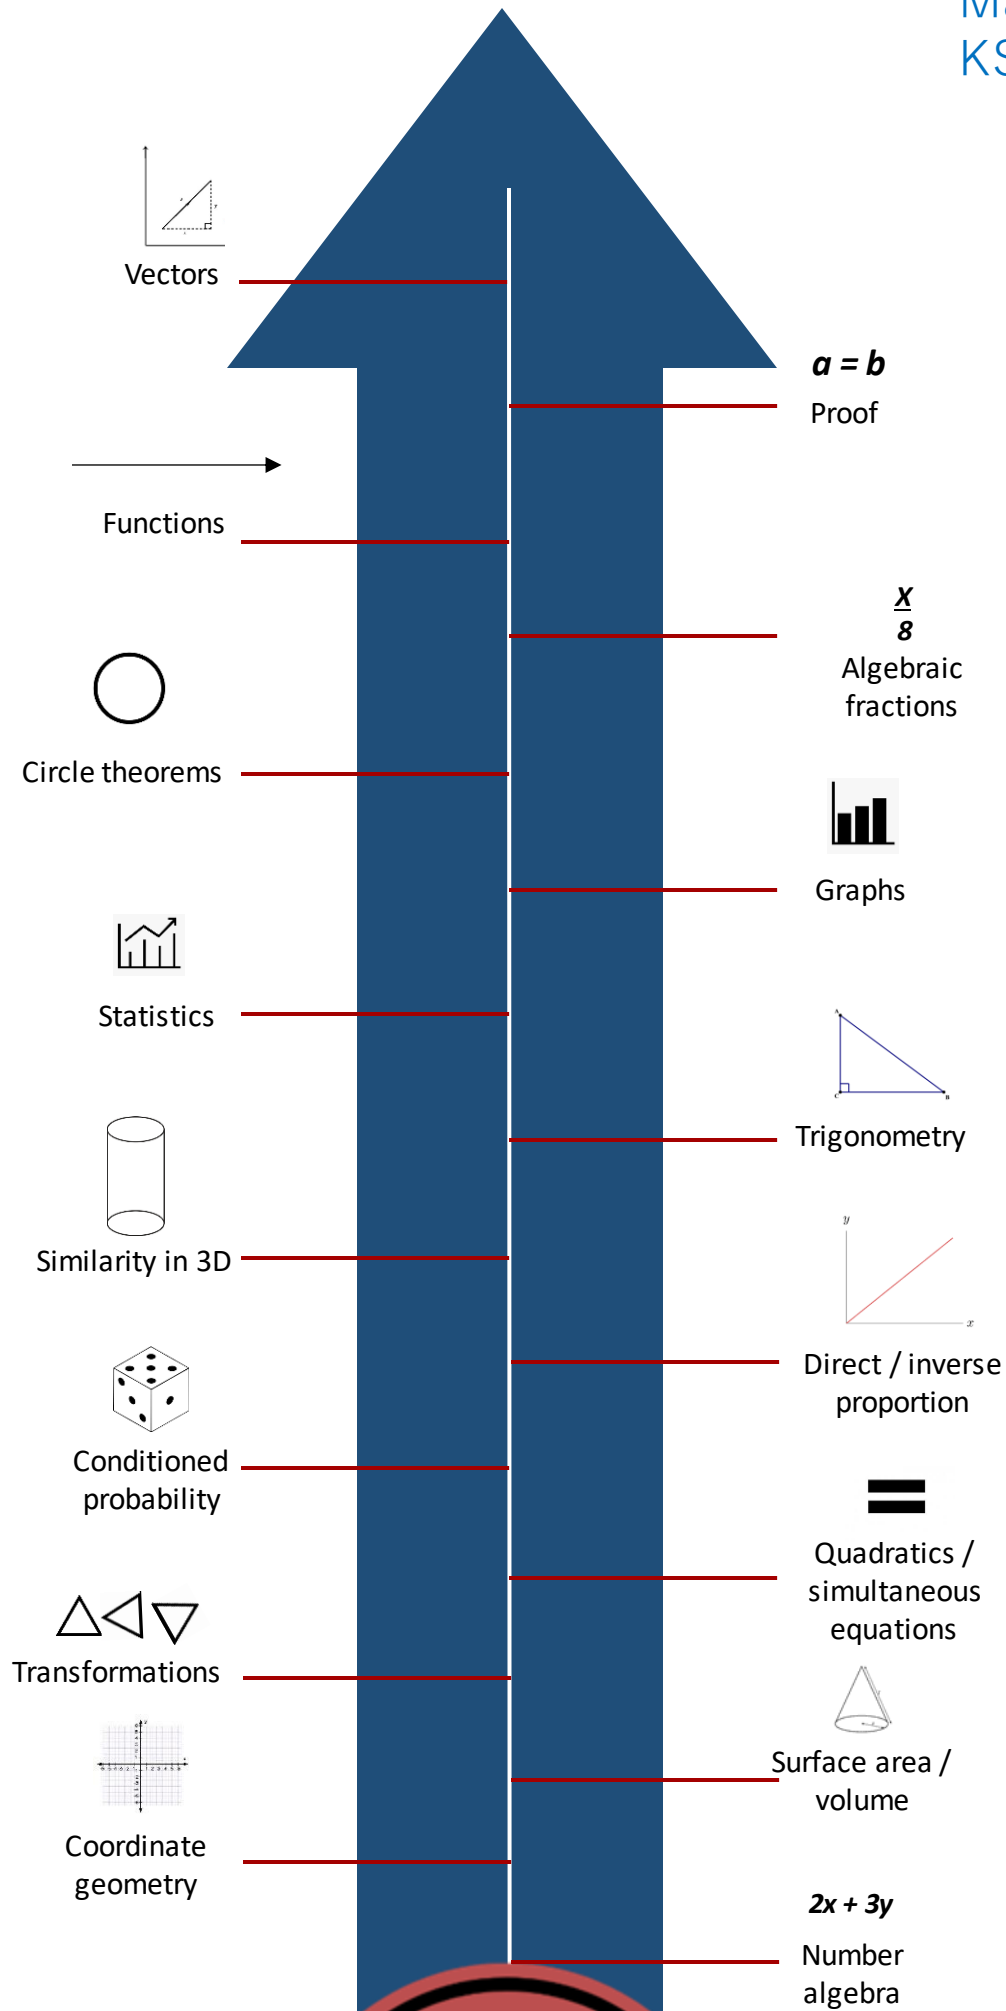 KS
Vectors
a = b
Proof
Functions
X
8
Algebraic
fractions
Circle theorems
Graphs
Statistics
Trigonometry
Similarity in 3D
y
x
Direct / inverse
proportion
Conditioned
probability
Quadratics /
simultaneous
equations
Transformations
Surface area /
volume
Coordinate
geometry
2x + 3y
Number
algebra